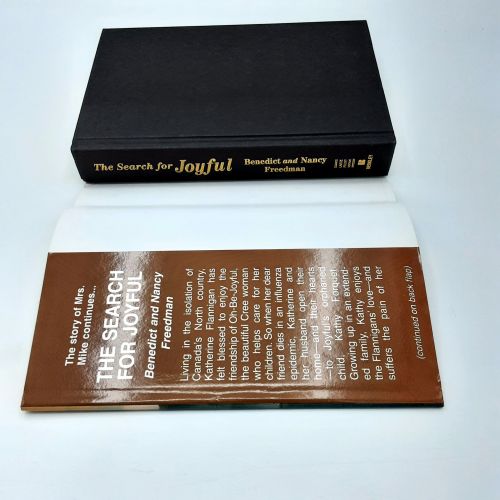 The Search for Joyful
Benedict and Nancy
Freedman
BERKLEY
The story of Mrs.
Mike continues...
THE SEARCH
FOR JOYFUL
Benedict and Nancy
Freedman
Living in the isolation of
Canada's North country,
Katherine Flannigan has
felt blessed to enjoy the
friendship of Oh-Be-Joyful,
the beautiful Cree woman
who helps care for her
children. So when her dear
friend dies in an influenza
epidemic, Katherine and
her husband open their
home—and their hearts
—to Joyful's orphaned
child, Kathy Forquet.
Growing up in an extend-
ed family, Kathy enjoys
the Flannigans' love—and
suffers the pain of her
(continued on back flap)